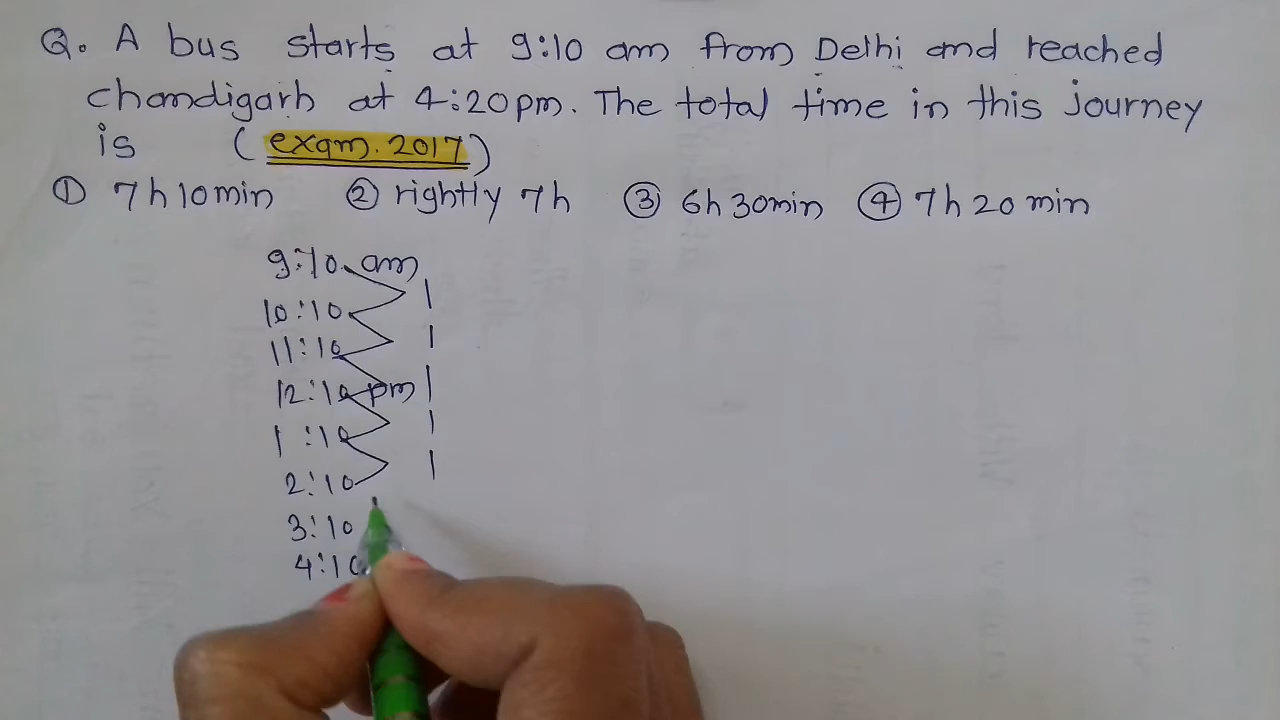 Q. A bus starts at 9:10 am from Delhi and reached
chandigarh at 4:20pm. The total time in this journey
is (exam. 2017)
① 7h 10min ② rightly 7h ③ 6h 30min ④ 7h 20 min
9:10 am
1
10:10
1
11:10
12:10 pm 1
1
1:10
1
2:10
3:10
4:10